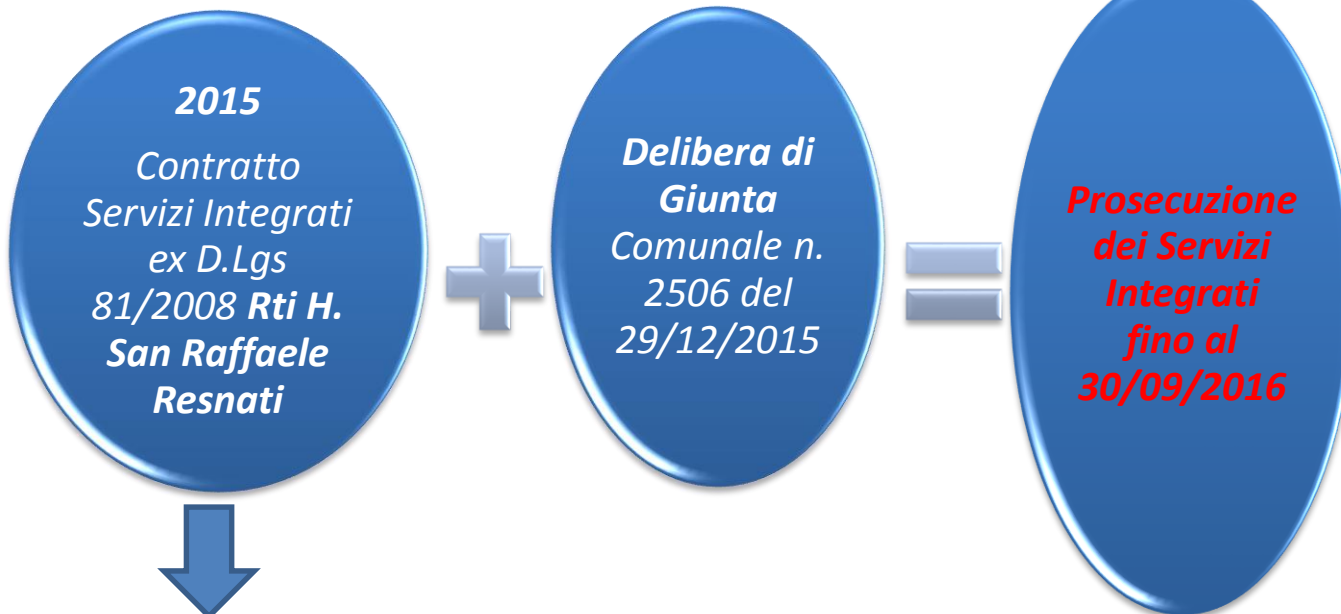 2015
Contratto
Servizi Integrati
ex D.Lgs
81/2008 Rti H.
San Raffaele
Resnati
Delibera di
Giunta
Comunale n.
2506 del
29/12/2015
Prosecuzione
dei Servizi
Integrati
fino al
30/09/2016